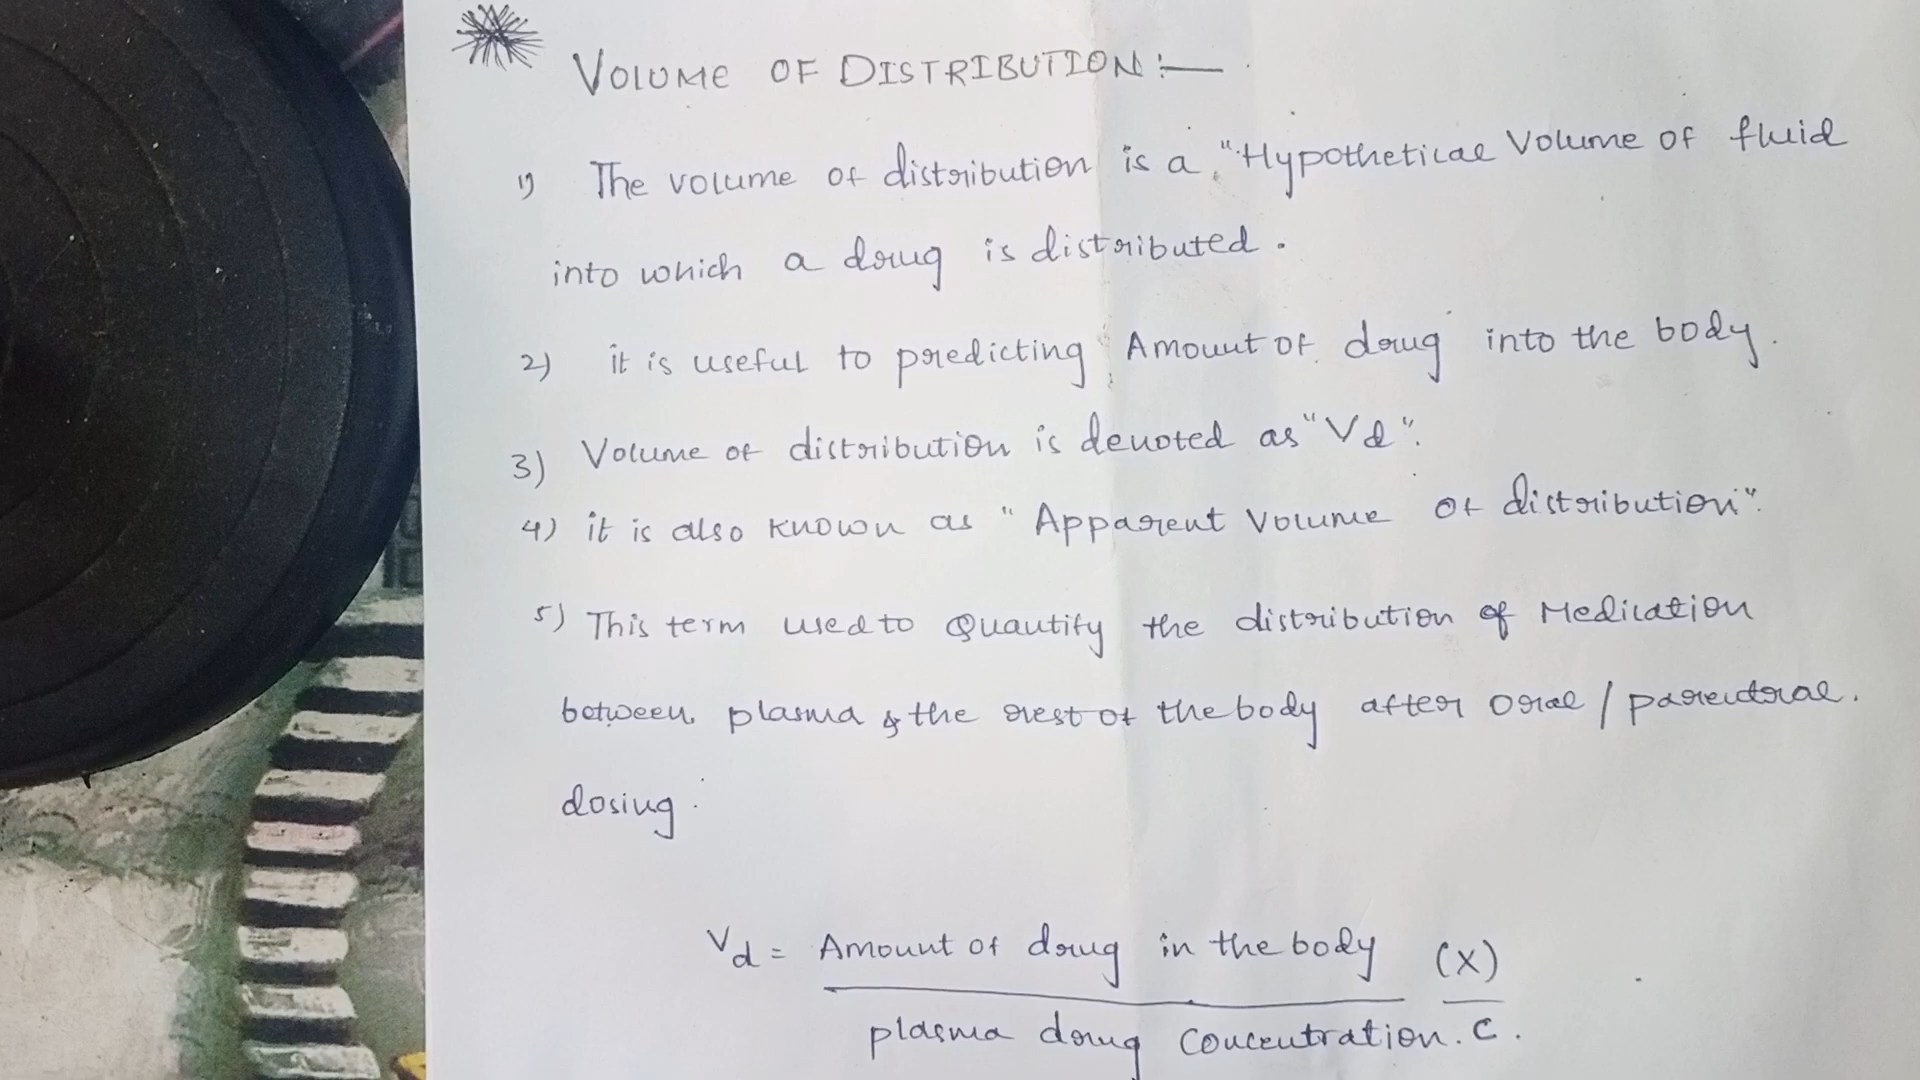 VOLUME OF DISTRIBUTION :-
1) The volume of distribution is a "Hypothetical Volume of fluid
into which a drug is distributed.
2) it is useful to predicting Amount of drug into the body.
3) Volume of distribution is denoted as "Vd".
4) it is also known as "Apparent Volume of distribution".
5) This term used to Quantify the distribution of Medication
between plasma & the rest of the body after oral / parentral.
dosing.
Vd = Amount of drug in the body (X)
plasma drug concentration. C.